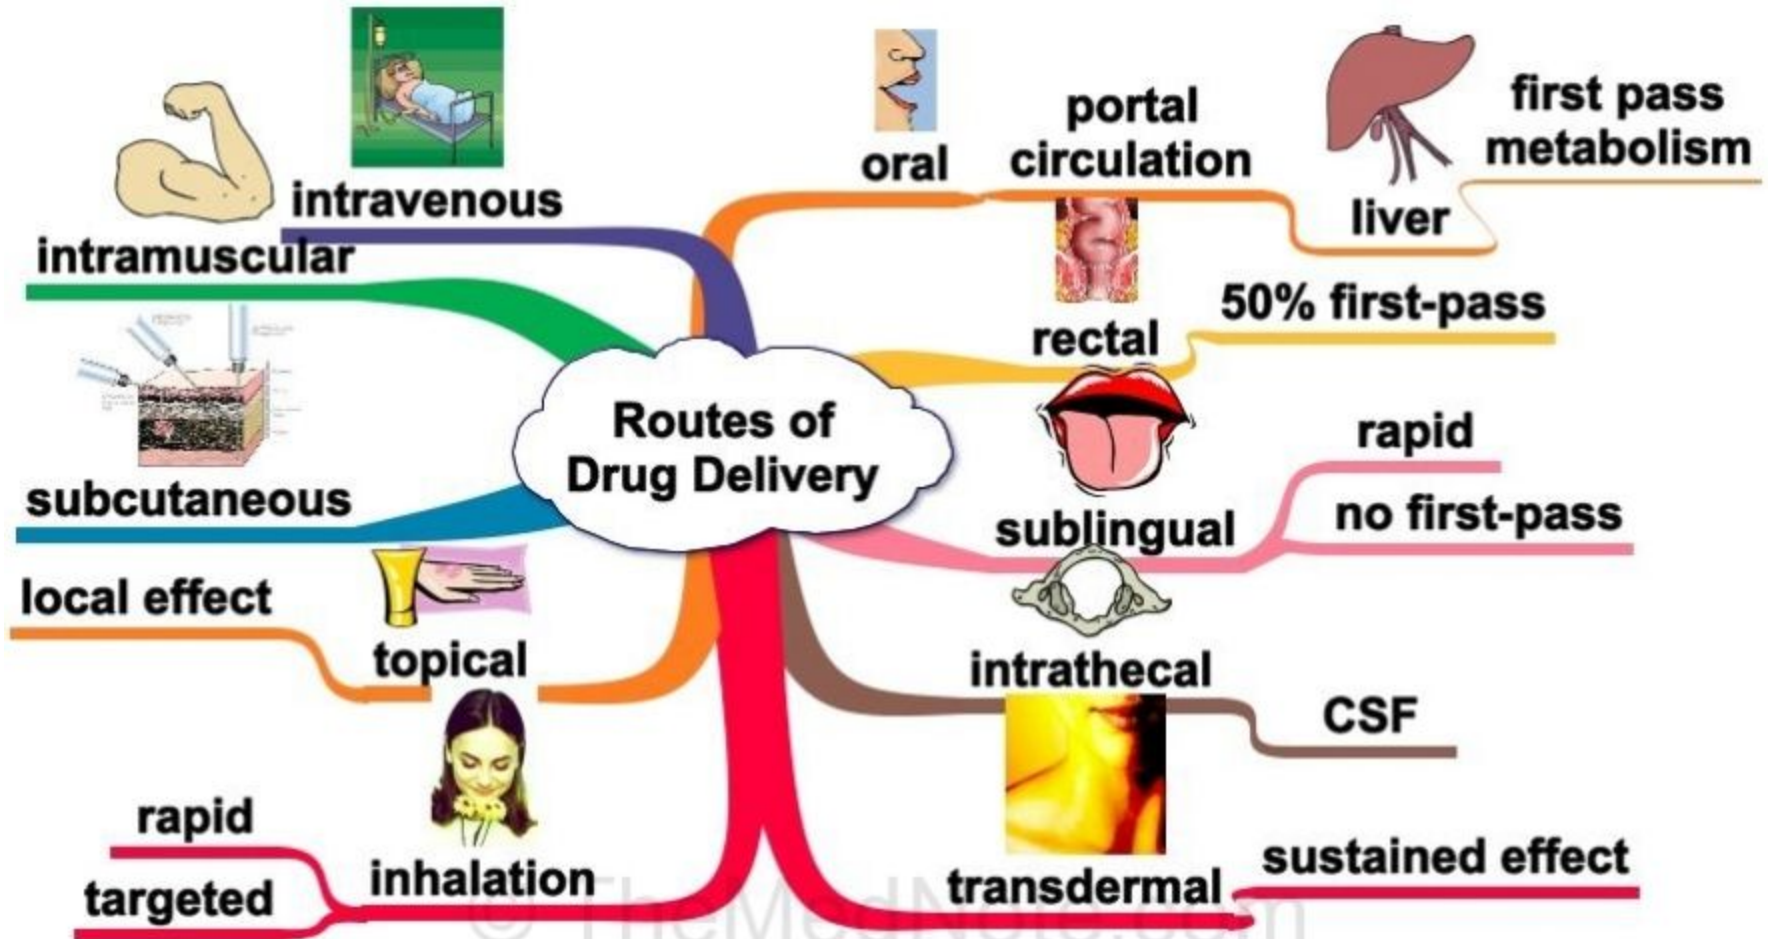 intravenous
intramuscular
subcutaneous
local effect
topical
rapid
targeted
inhalation
Routes of
Drug Delivery
oral
portal
circulation
liver
first pass
metabolism
rectal
50% first-pass
sublingual
rapid
no first-pass
intrathecal
CSF
transdermal
sustained effect
© TheMedNote.com